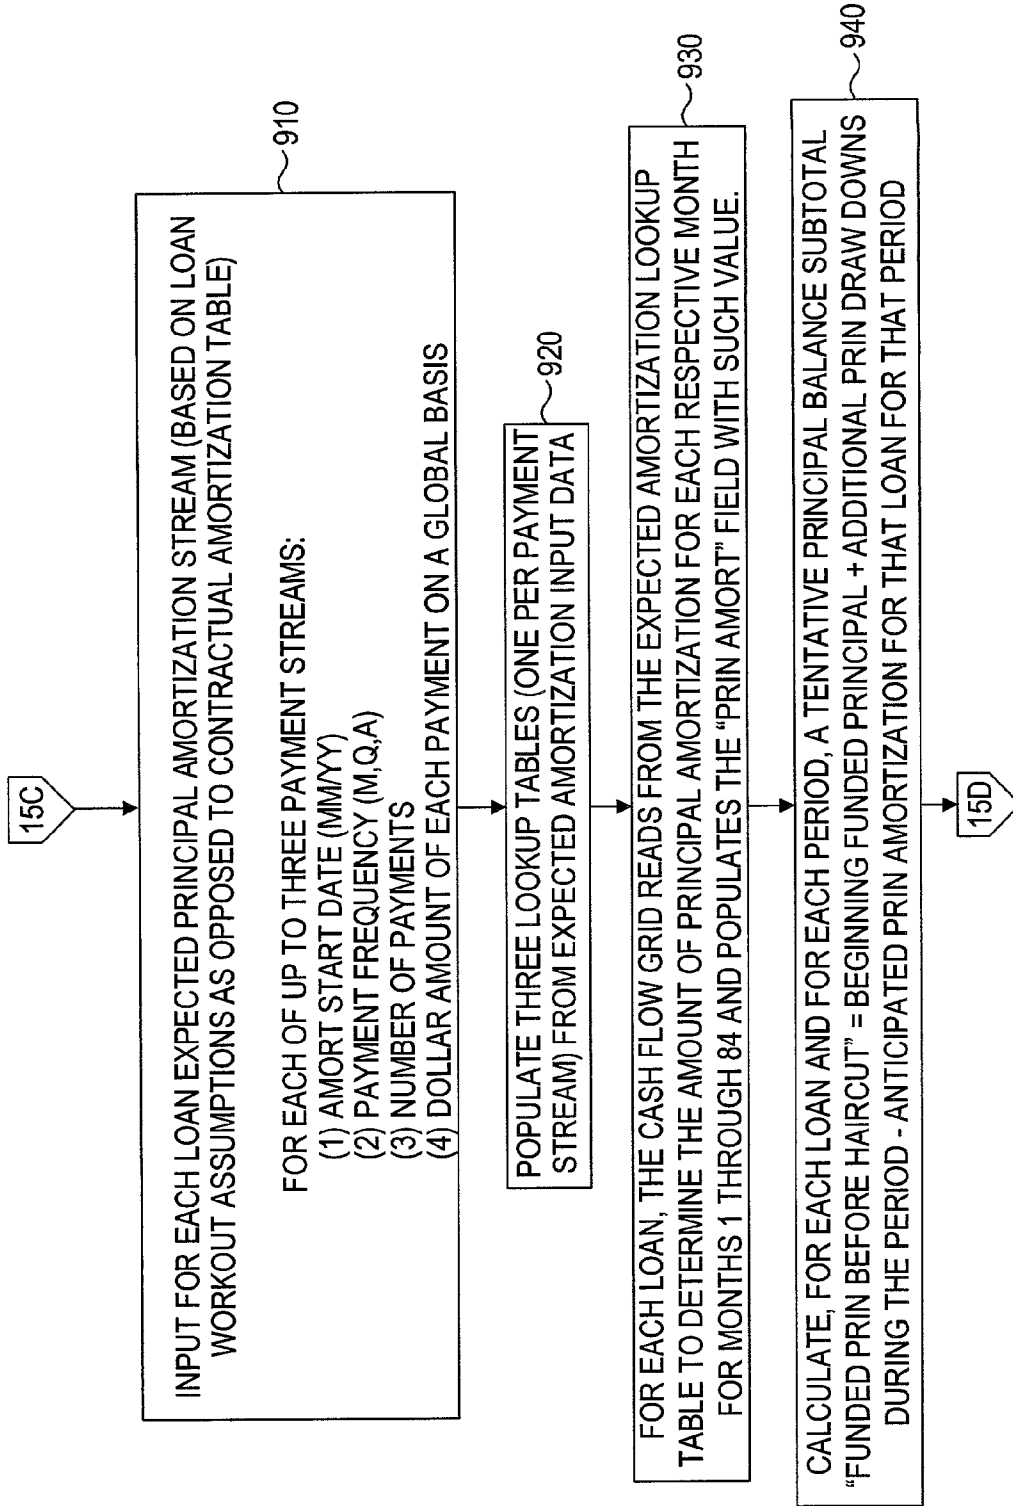 15C
910
INPUT FOR EACH LOAN EXPECTED PRINCIPAL AMORTIZATION STREAM (BASED ON LOAN
WORKOUT ASSUMPTIONS AS OPPOSED TO CONTRACTUAL AMORTIZATION TABLE)
FOR EACH OF UP TO THREE PAYMENT STREAMS:
(1) AMORT START DATE (MM/YY)
(2) PAYMENT FREQUENCY (M,Q,A)
(3) NUMBER OF PAYMENTS
(4) DOLLAR AMOUNT OF EACH PAYMENT ON A GLOBAL BASIS
920
POPULATE THREE LOOKUP TABLES (ONE PER PAYMENT
STREAM) FROM EXPECTED AMORTIZATION INPUT DATA
930
FOR EACH LOAN, THE CASH FLOW GRID READS FROM THE EXPECTED AMORTIZATION LOOKUP
TABLE TO DETERMINE THE AMOUNT OF PRINCIPAL AMORTIZATION FOR EACH RESPECTIVE MONTH
FOR MONTHS 1 THROUGH 84 AND POPULATES THE "PRIN AMORT" FIELD WITH SUCH VALUE.
940
CALCULATE, FOR EACH LOAN AND FOR EACH PERIOD, A TENTATIVE PRINCIPAL BALANCE SUBTOTAL
"FUNDED PRIN BEFORE HAIRCUT" = BEGINNING FUNDED PRINCIPAL + ADDITIONAL PRIN DRAW DOWNS
DURING THE PERIOD - ANTICIPATED PRIN AMORTIZATION FOR THAT LOAN FOR THAT PERIOD
15D